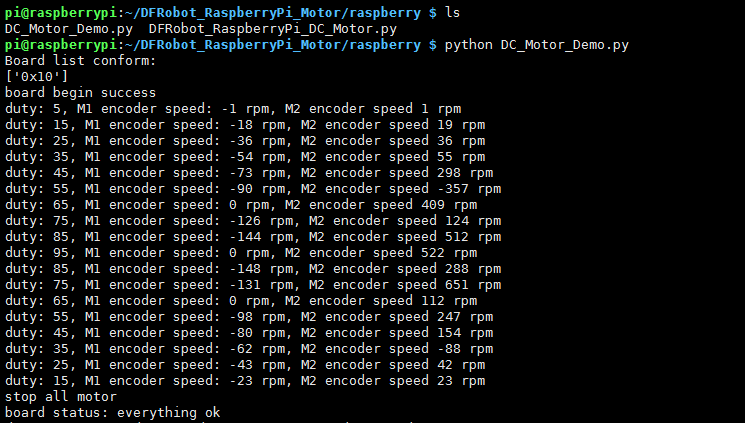 pi@raspberrypi:~/DFRobot_RaspberryPi_Motor/raspberry $ ls
DC_Motor_Demo.py  DFRobot_RaspberryPi_DC_Motor.py
pi@raspberrypi:~/DFRobot_RaspberryPi_Motor/raspberry $ python DC_Motor_Demo.py
Board list conform:
['0x10']
board begin success
duty: 5, M1 encoder speed: -1 rpm, M2 encoder speed 1 rpm
duty: 15, M1 encoder speed: -18 rpm, M2 encoder speed 19 rpm
duty: 25, M1 encoder speed: -36 rpm, M2 encoder speed 36 rpm
duty: 35, M1 encoder speed: -54 rpm, M2 encoder speed 55 rpm
duty: 45, M1 encoder speed: -73 rpm, M2 encoder speed 298 rpm
duty: 55, M1 encoder speed: -90 rpm, M2 encoder speed -357 rpm
duty: 65, M1 encoder speed: 0 rpm, M2 encoder speed 409 rpm
duty: 75, M1 encoder speed: -126 rpm, M2 encoder speed 124 rpm
duty: 85, M1 encoder speed: -144 rpm, M2 encoder speed 512 rpm
duty: 95, M1 encoder speed: 0 rpm, M2 encoder speed 522 rpm
duty: 85, M1 encoder speed: -148 rpm, M2 encoder speed 288 rpm
duty: 75, M1 encoder speed: -131 rpm, M2 encoder speed 651 rpm
duty: 65, M1 encoder speed: 0 rpm, M2 encoder speed 112 rpm
duty: 55, M1 encoder speed: -98 rpm, M2 encoder speed 247 rpm
duty: 45, M1 encoder speed: -80 rpm, M2 encoder speed 154 rpm
duty: 35, M1 encoder speed: -62 rpm, M2 encoder speed -88 rpm
duty: 25, M1 encoder speed: -43 rpm, M2 encoder speed 42 rpm
duty: 15, M1 encoder speed: -23 rpm, M2 encoder speed 23 rpm
stop all motor
board status: everything ok